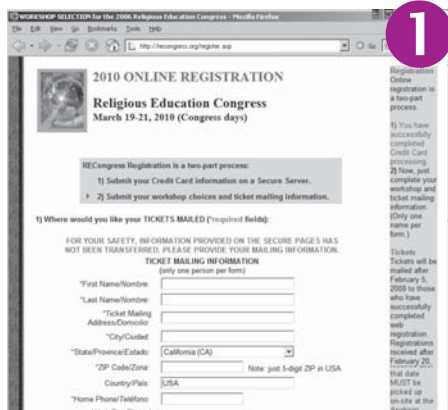 WORKSHOP SELECTION for the 2006 Religious Education Congress - Mozilla Firefox
File Edit View Go Bookmarks Tools Help
http://recongress.org/register.asp
1
2010 ONLINE REGISTRATION
Religious Education Congress
March 19-21, 2010 (Congress days)
RECongress Registration is a two-part process:
1) Submit your Credit Card information on a Secure Server.
2) Submit your workshop choices and ticket mailing information.
1) Where would you like your TICKETS MAILED (*required fields):
FOR YOUR SAFETY, INFORMATION PROVIDED ON THE SECURE PAGES HAS
NOT BEEN TRANSFERRED. PLEASE PROVIDE YOUR MAILING INFORMATION.
TICKET MAILING INFORMATION
(only one person per form)
*First Name/Nombre:
*Last Name/Nombre:
*Ticket Mailing
Address/Domicilio:
*City/Ciudad:
*State/Province/Estado: California (CA)
*ZIP Code/Zona: Note: just 5-digit ZIP in USA
Country/País: USA
*Home Phone/Teléfono:
Registration
Online
registration is
a two-part
process.
1) You have
successfully
completed
Credit Card
processing.
2) Now, just
complete your
workshop and
ticket mailing
information.
(Only one
name per
form.)
Tickets
Tickets will be
mailed after
February 5,
2008 to those
who have
successfully
completed
web
registration.
Registrations
received after
February 20,
that date
MUST be
picked up
on-site at the